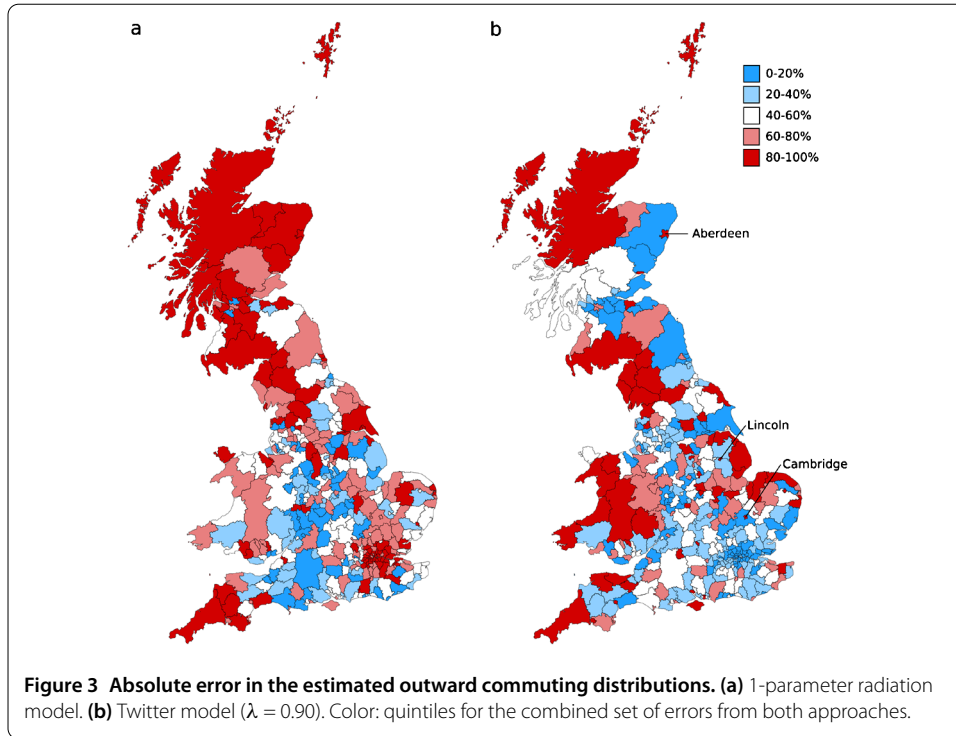 a
b
0-20%
20-40%
40-60%
60-80%
80-100%
Aberdeen
Lincoln
Cambridge
Figure 3 Absolute error in the estimated outward commuting distributions. (a) 1-parameter radiation
model. (b) Twitter model (λ = 0.90). Color: quintiles for the combined set of errors from both approaches.